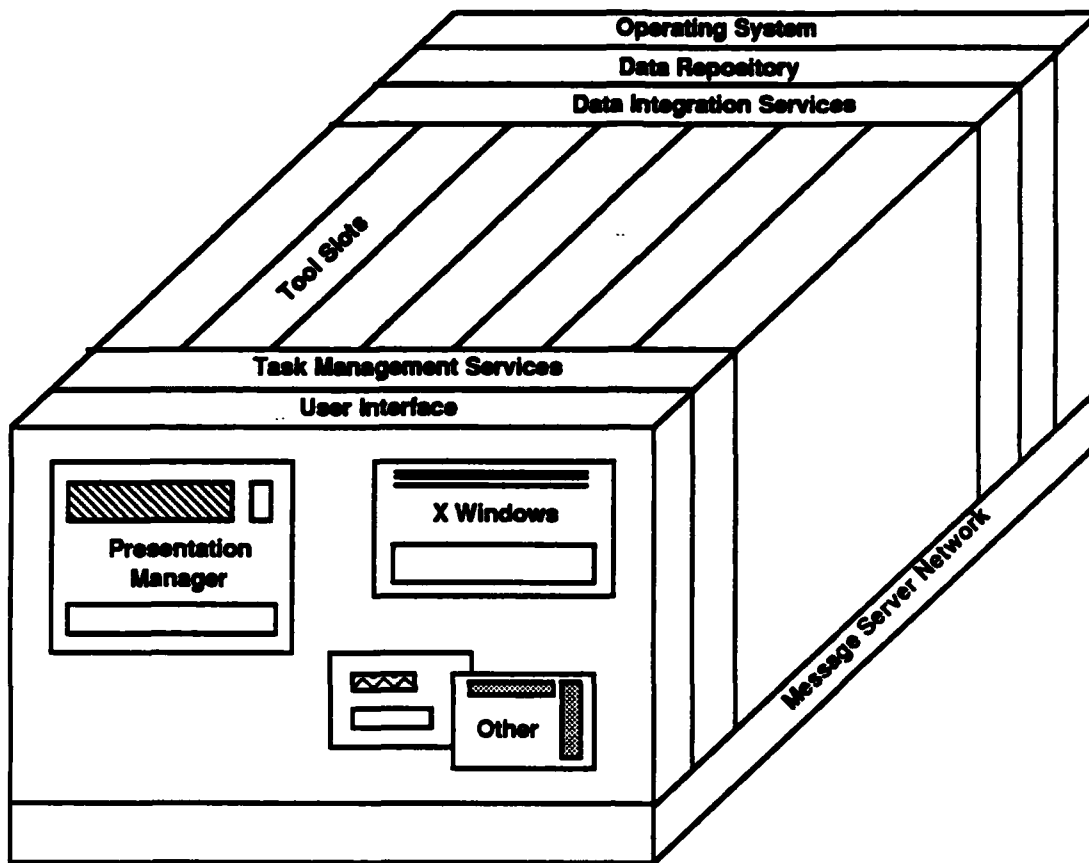 Operating System
Data Repository
Data Integration Services
Tool Slots
Task Management Services
User Interface
X Windows
Presentation
Manager
Other
Message Server Network